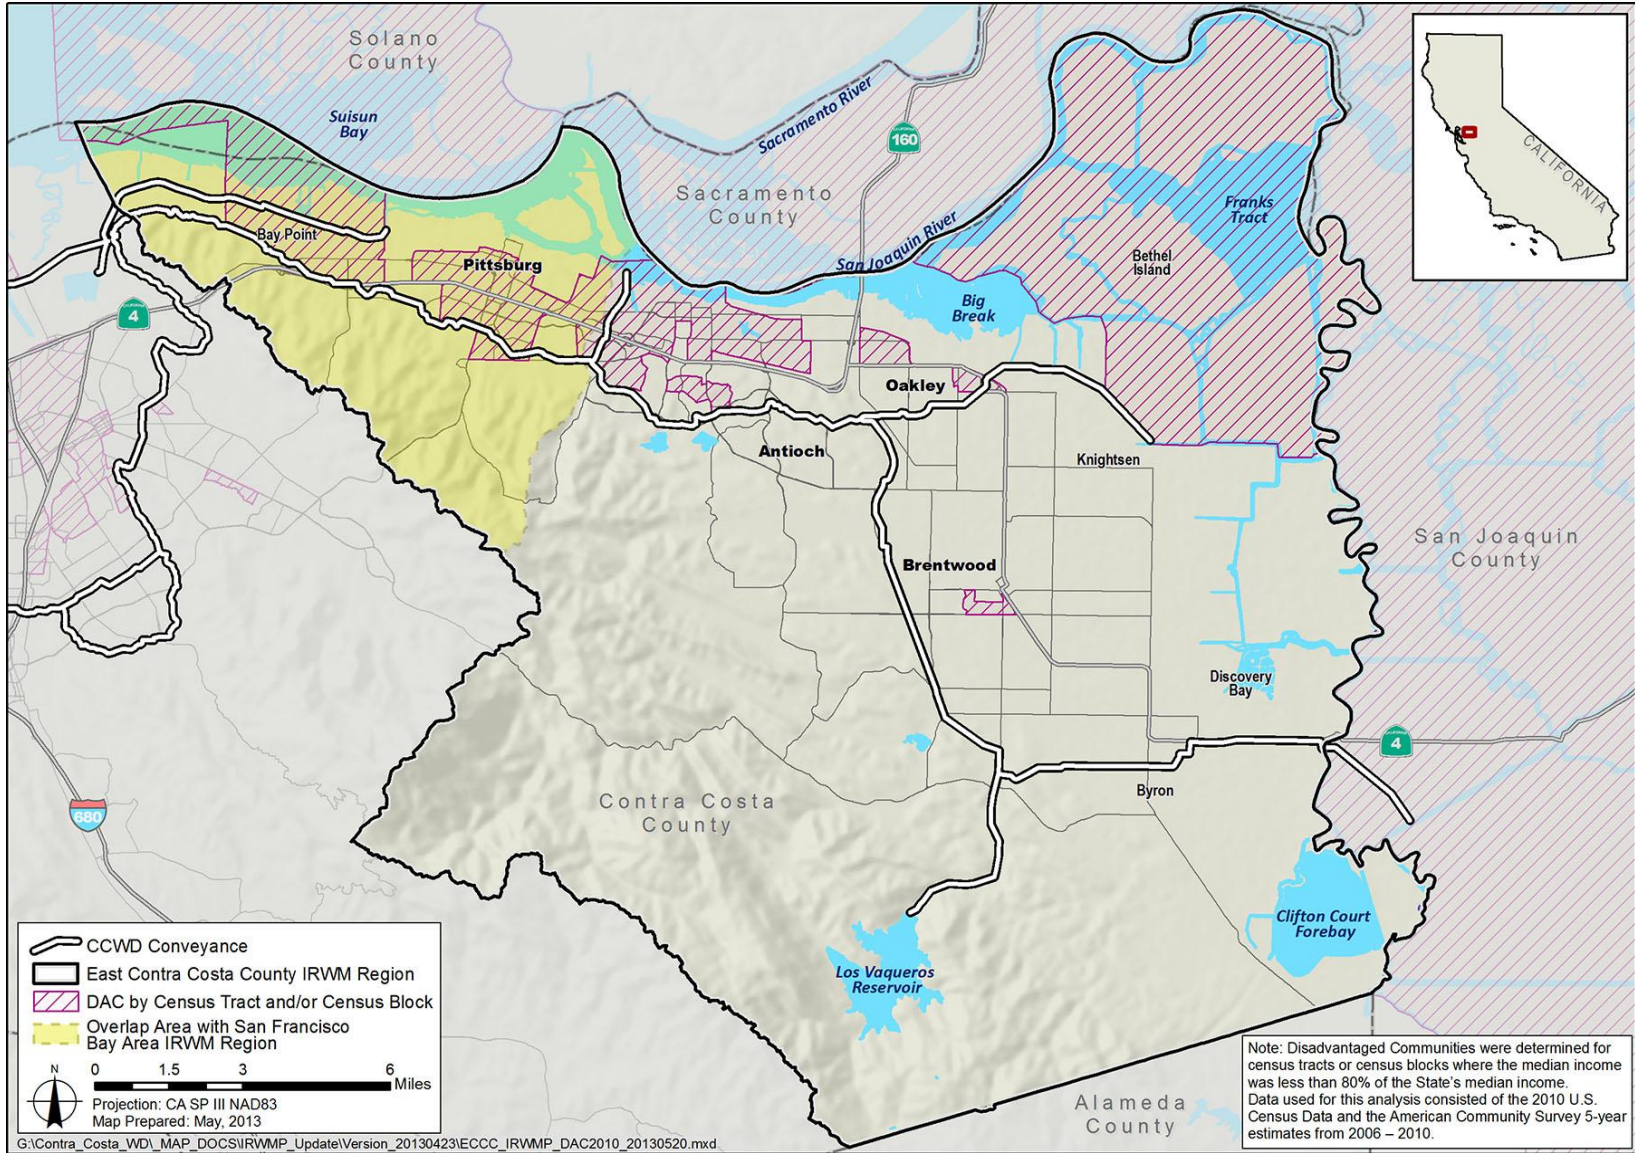 Solano
County
Suisun
Bay
Sacramento River
CALIFORNIA
160
Sacramento
County
San Joaquin River
Franks
Tract
Bethel
Island
Big
Break
CALIFORNIA
Bay Point
Pittsburg
CALIFORNIA
4
Oakley
Antioch
Knightsen
San Joaquin
County
Brentwood
Discovery
Bay
CALIFORNIA
4
Byron
Contra Costa
County
680
Clifton Court
Forebay
Los Vaqueros
Reservoir
Alameda
County
CCWD Conveyance
East Contra Costa County IRWM Region
DAC by Census Tract and/or Census Block
Overlap Area with San Francisco
Bay Area IRWM Region
0 1.5 3 6
Miles
N
Projection: CA SP III NAD83
Map Prepared: May, 2013
G:\Contra_Costa_WD\_MAP_DOCS\IRWMP_Update\Version_20130423\ECCC_IRWMP_DAC2010_20130520.mxd
Note: Disadvantaged Communities were determined for
census tracts or census blocks where the median income
was less than 80% of the State's median income.
Data used for this analysis consisted of the 2010 U.S.
Census Data and the American Community Survey 5-year
estimates from 2006 – 2010.